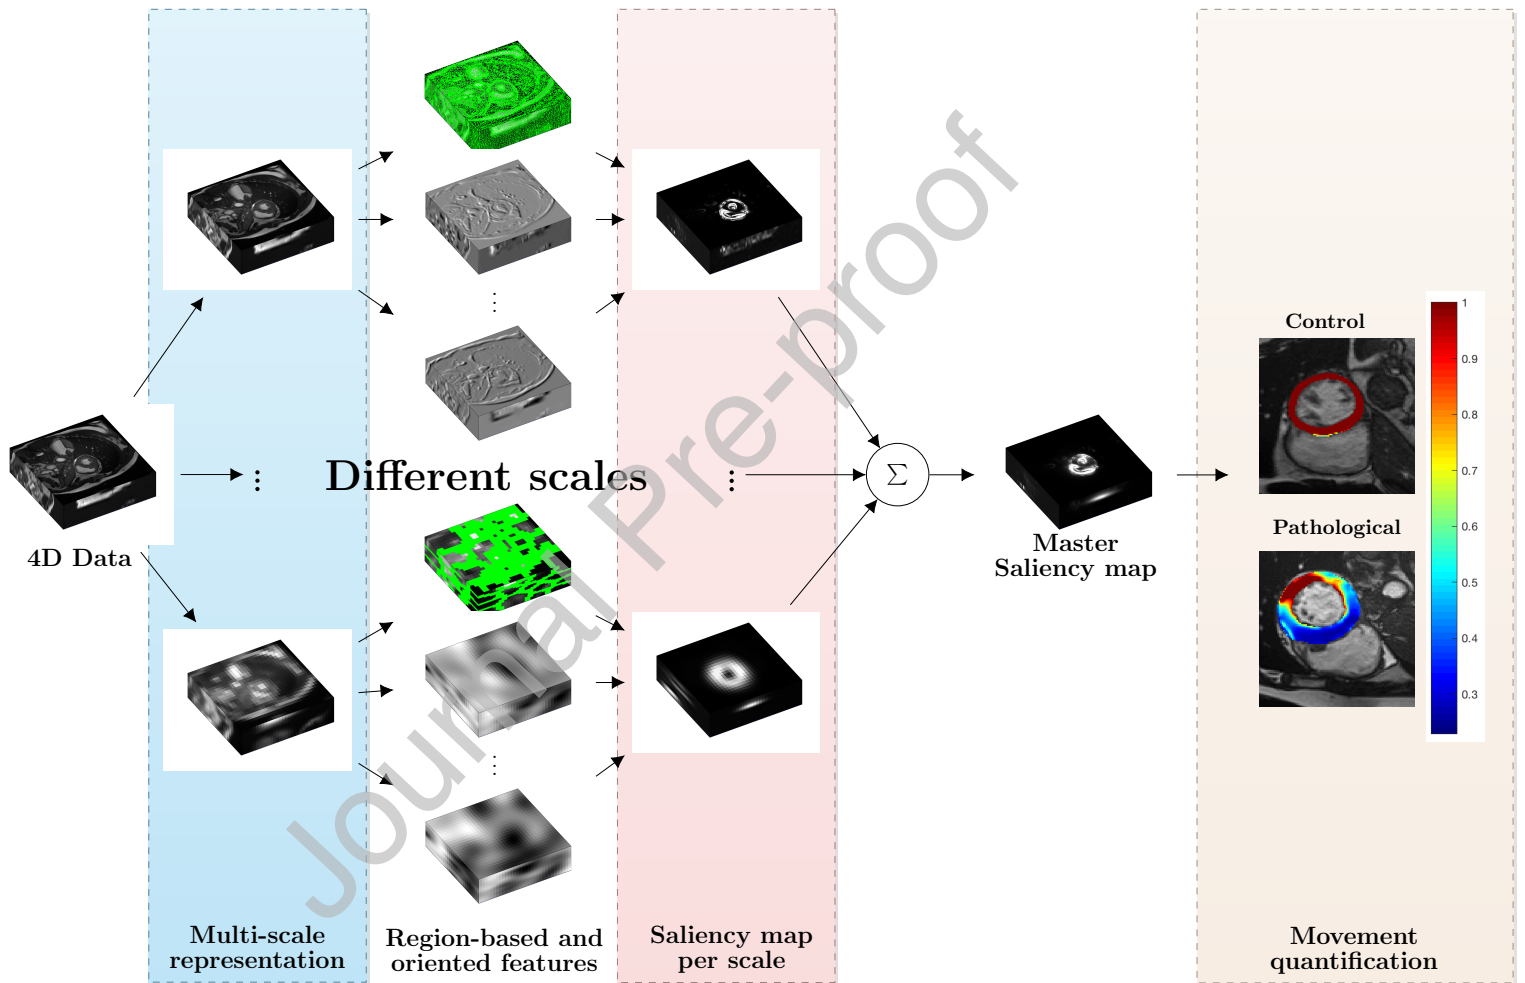 Different scales
4D Data
Multi-scale
representation
Region-based and
oriented features
Saliency map
per scale
Σ
Master
Saliency map
Control
Pathological
1
0.9
0.8
0.7
0.6
0.5
0.4
0.3
Movement
quantification
Journal Pre-proof